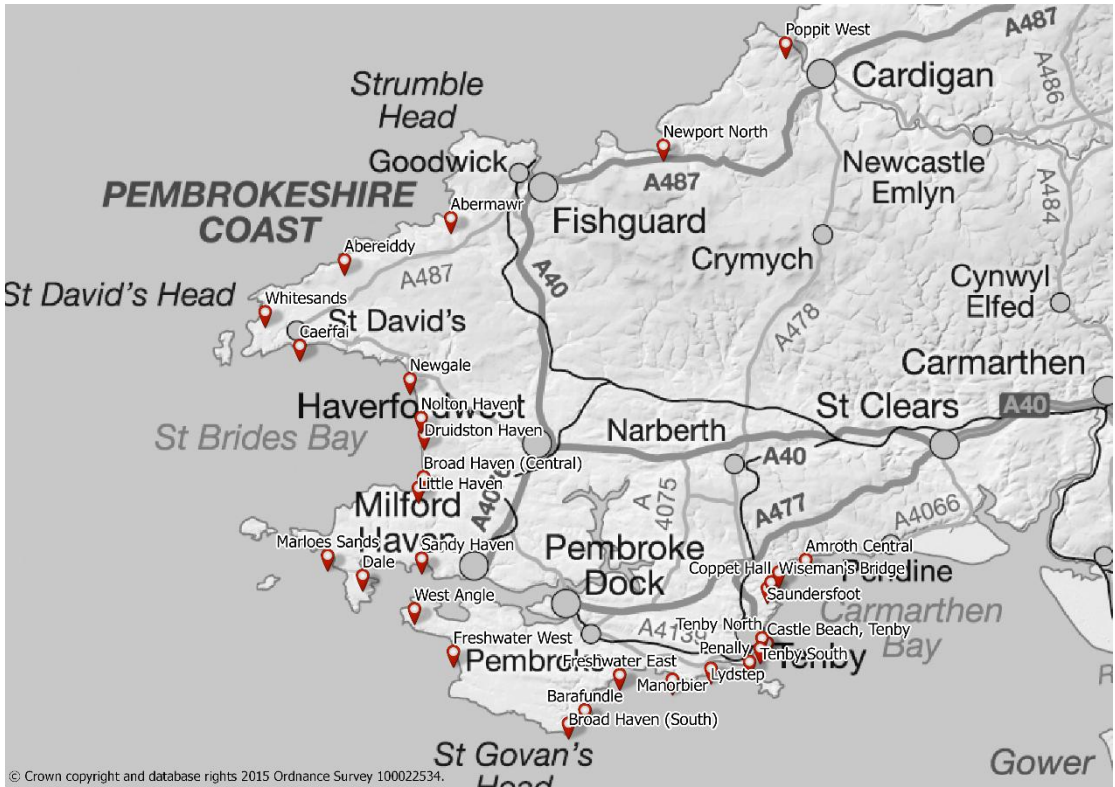 Poppit West
A487
Cardigan
A486
Strumble
Head
Newport North
Goodwick
A487
Newcastle
Emlyn
PEMBROKESHIRE
COAST
Abermawr
Fishguard
A484
Abereiddy
A487
A40
Crymych
Cynwyl
Elfed
St David's Head
Whitesands
St David's
Caerfai
A478
Carmarthen
Newgale
Haverfordwest
Nolton Haven
Druidston Haven
St Brides Bay
Narberth
St Clears
A40
A40
Broad Haven (Central)
Little Haven
Milford
Haven
A4076
A
4075
A477
A4066
Marloes Sands
Sandy Haven
Dale
Pembroke
Dock
Amroth Central
Coppet Hall
Wiseman's Bridge
Pendine
Saundersfoot
West Angle
Carmarthen
Bay
Tenby North
Castle Beach, Tenby
A4139
Freshwater West
Penally
Tenby South
Tenby
Pembroke
Freshwater East
Lydstep
Manorbier
Barafundle
Broad Haven (South)
St Govan's
Head
Gower
© Crown copyright and database rights 2015 Ordnance Survey 100022534.